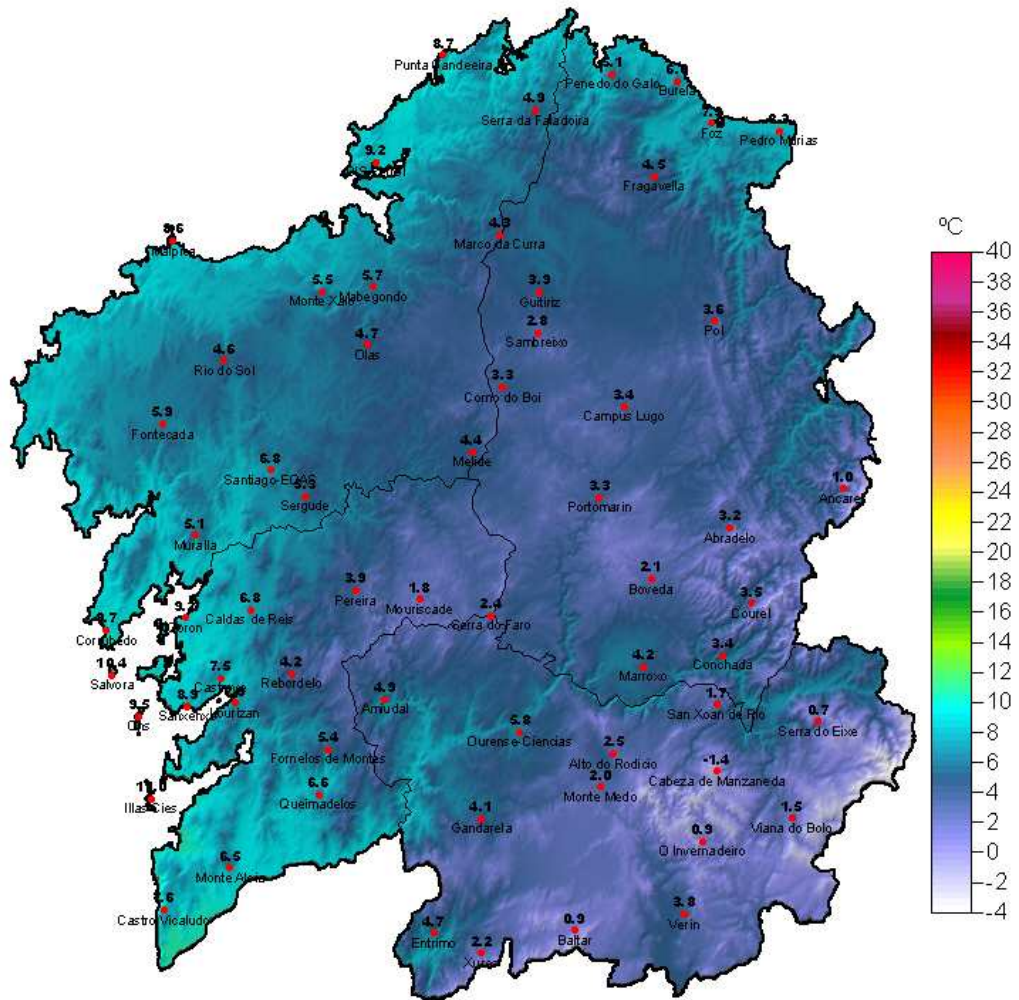 8.7
Punta Candeeira
5.1
Penedo do Galo
Burela
4.9
Serra da Faladoira
Foz
Pedro Murias
9.2
4.5
Fragavella
4.3
Marco da Curra
8.6
Malpica
5.5
Monte Xalo
5.7
Mabegondo
3.9
Guitiriz
2.8
Sambreixo
3.6
Pol
4.7
Olas
4.6
Rio do Sol
3.3
Corno do Boi
3.4
Campus Lugo
5.9
Fontecada
4.4
Melide
6.8
Santiago-EOAS
5.3
Sergude
3.3
Portomarin
1.0
Ancares
3.2
Abradelo
5.1
Muralla
2.1
Boveda
3.5
Courel
3.9
Pereira
1.8
Mouriscade
2.4
Serra do Faro
6.8
Caldas de Reis
Corrubedo
10.4
Salvora
3.4
Conchada
4.2
Marroxo
4.2
Rebordelo
7.5
8.9
Sanxenxo
Lourizan
9.5
Ons
4.9
Amiudal
1.7
San Xoan de Rio
0.7
Serra do Eixe
5.8
Ourense-Ciencias
5.4
Fornelos de Montes
2.5
Alto do Rodicio
-1.4
Cabeza de Manzaneda
2.0
Monte Medo
6.6
Queimadelos
11.0
Illas Cies
4.1
Gandarela
1.5
Viana do Bolo
0.9
O Invernadeiro
6.5
Monte Aloia
Castro Vicaludo
3.8
Verin
4.7
Entrimo
0.9
Baltar
2.2
Xures
ºC
40
38
36
34
32
30
28
26
24
22
20
18
16
14
12
10
8
6
4
2
0
-2
-4